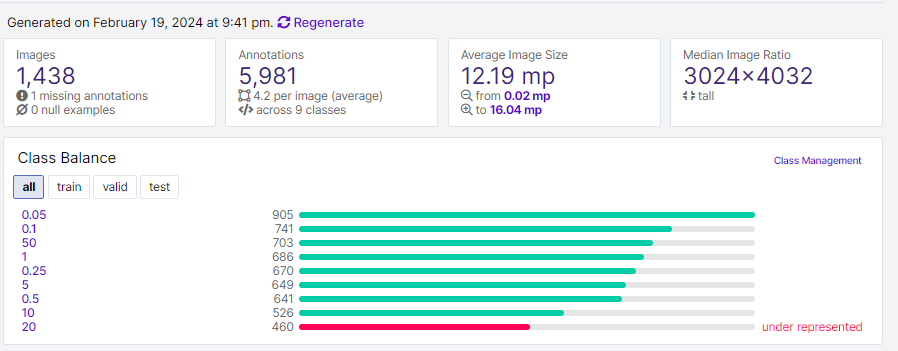 Generated on February 19, 2024 at 9:41 pm. Regenerate
Images
1,438
1 missing annotations
0 null examples
Annotations
5,981
4.2 per image (average)
across 9 classes
Average Image Size
12.19 mp
from 0.02 mp
to 16.04 mp
Median Image Ratio
3024×4032
tall
Class Balance
Class Management
all train valid test
0.05 905
0.1 741
50 703
1 686
0.25 670
5 649
0.5 641
10 526
20 460 under represented